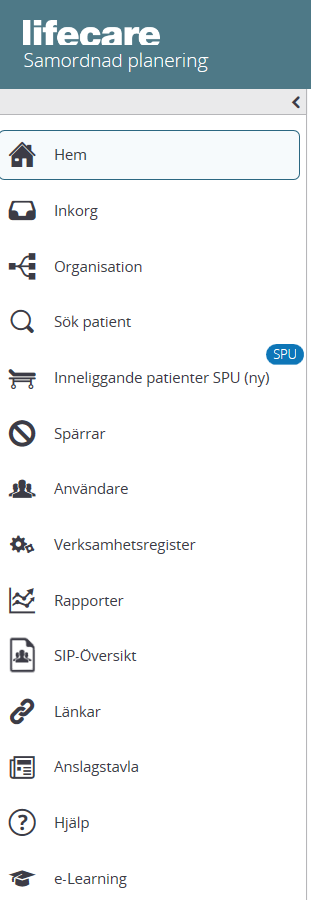 lifecare
Samordnad planering
Hem
Inkorg
Organisation
Sök patient
SPU
Inneliggande patienter SPU (ny)
Spärrar
Användare
Verksamhetsregister
Rapporter
SIP-Översikt
Länkar
Anslagstavla
Hjälp
e-Learning